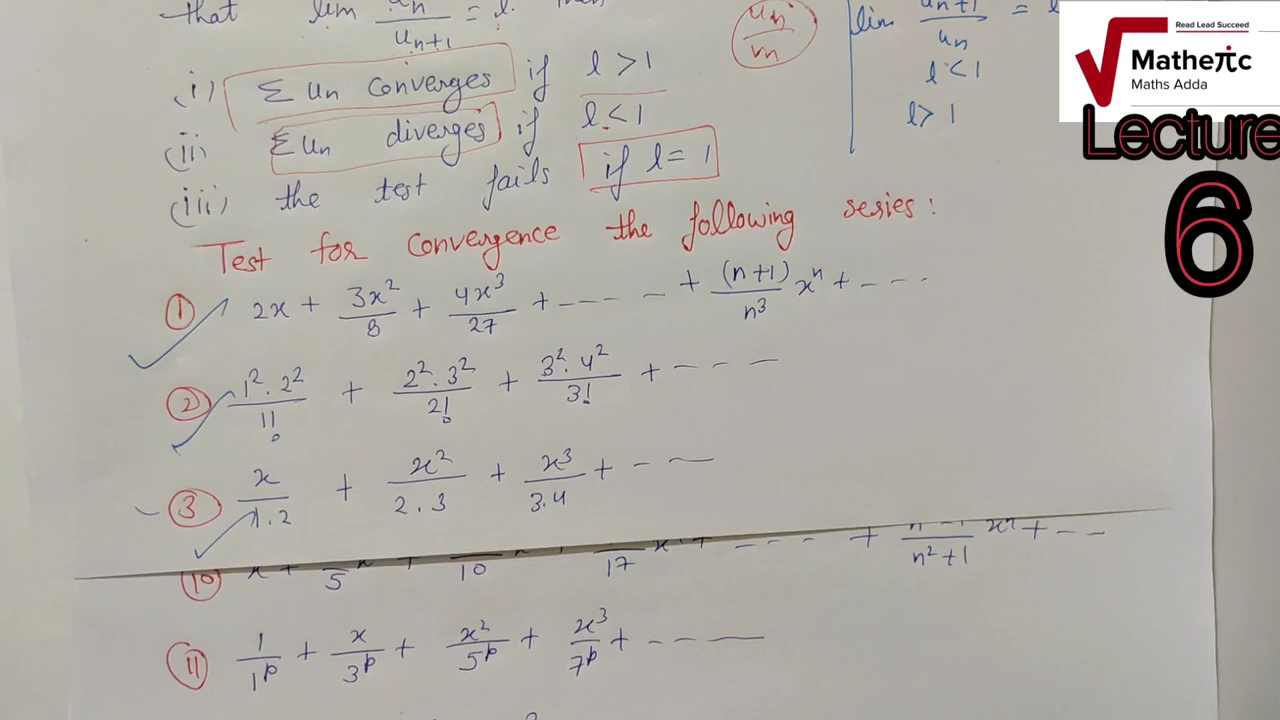 that lim un/un+1 = l. Then
(i) Σ un converges if l > 1
(ii) Σ un diverges if l < 1
(iii) the test fails if l = 1
un/vn
lim un+1/un = l
l < 1
l > 1
Read Lead Succeed
Matheπc
Maths Adda
Lecture
6
Test for convergence the following series :
① 2x + 3x²/8 + 4x³/27 + ---- + (n+1)/n³ xⁿ + ---
② 1².2²/1! + 2².3²/2! + 3².4²/3! + ---
③ x/1.2 + x²/2.3 + x³/3.4 + --
⑩ x + /5 + /10 + /17 + ---- + /n²+1 xⁿ + --
⑪ 1/1ᵖ + x/3ᵖ + x²/5ᵖ + x³/7ᵖ + ----